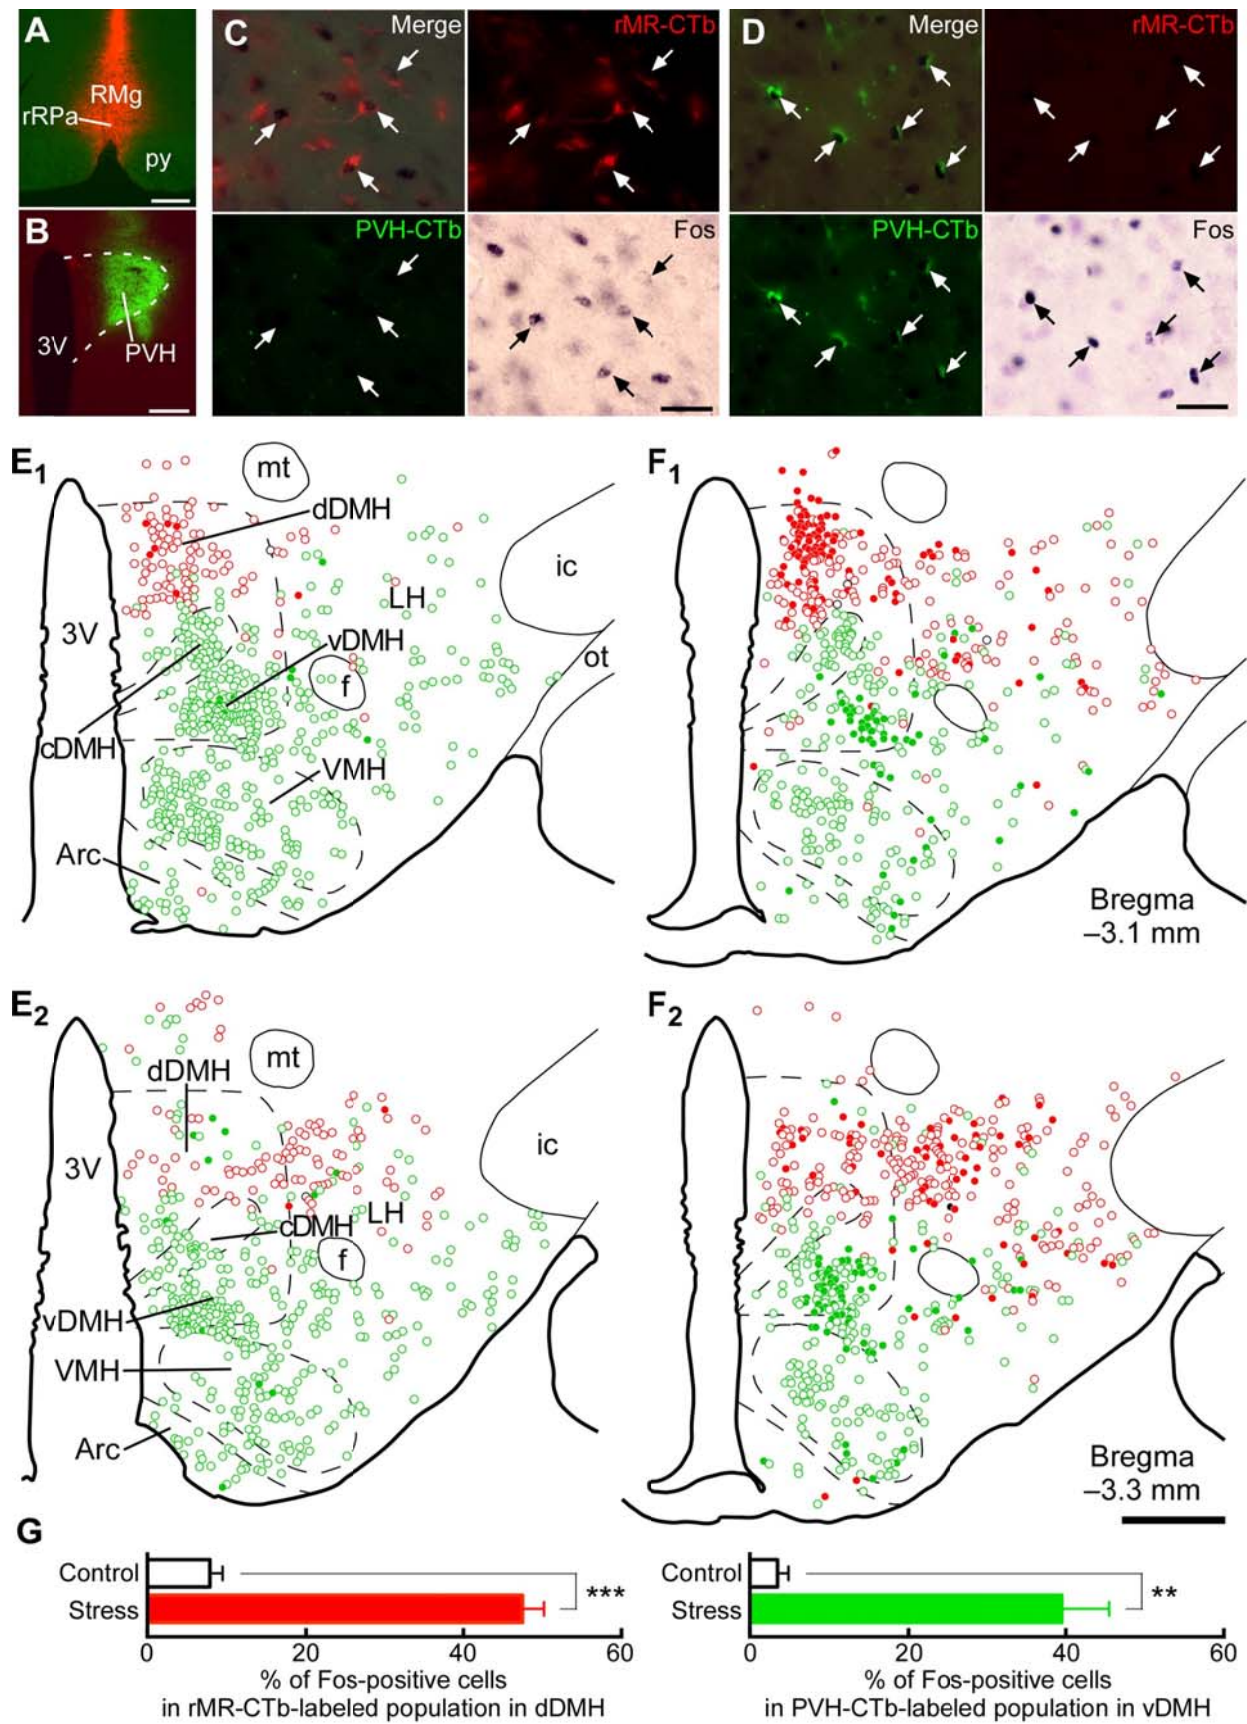 A
RMg
rRPa
py
B
3V
PVH
C
Merge
rMR-CTb
PVH-CTb
Fos
D
Merge
rMR-CTb
PVH-CTb
Fos
E1
mt
dDMH
ic
LH
3V
vDMH
ot
f
cDMH
VMH
Arc
F1
Bregma
–3.1 mm
E2
mt
dDMH
ic
3V
LH
cDMH
f
vDMH
VMH
Arc
F2
Bregma
–3.3 mm
G
Control
Stress
***
0 20 40 60
% of Fos-positive cells
in rMR-CTb-labeled population in dDMH
Control
Stress
**
0 20 40 60
% of Fos-positive cells
in PVH-CTb-labeled population in vDMH